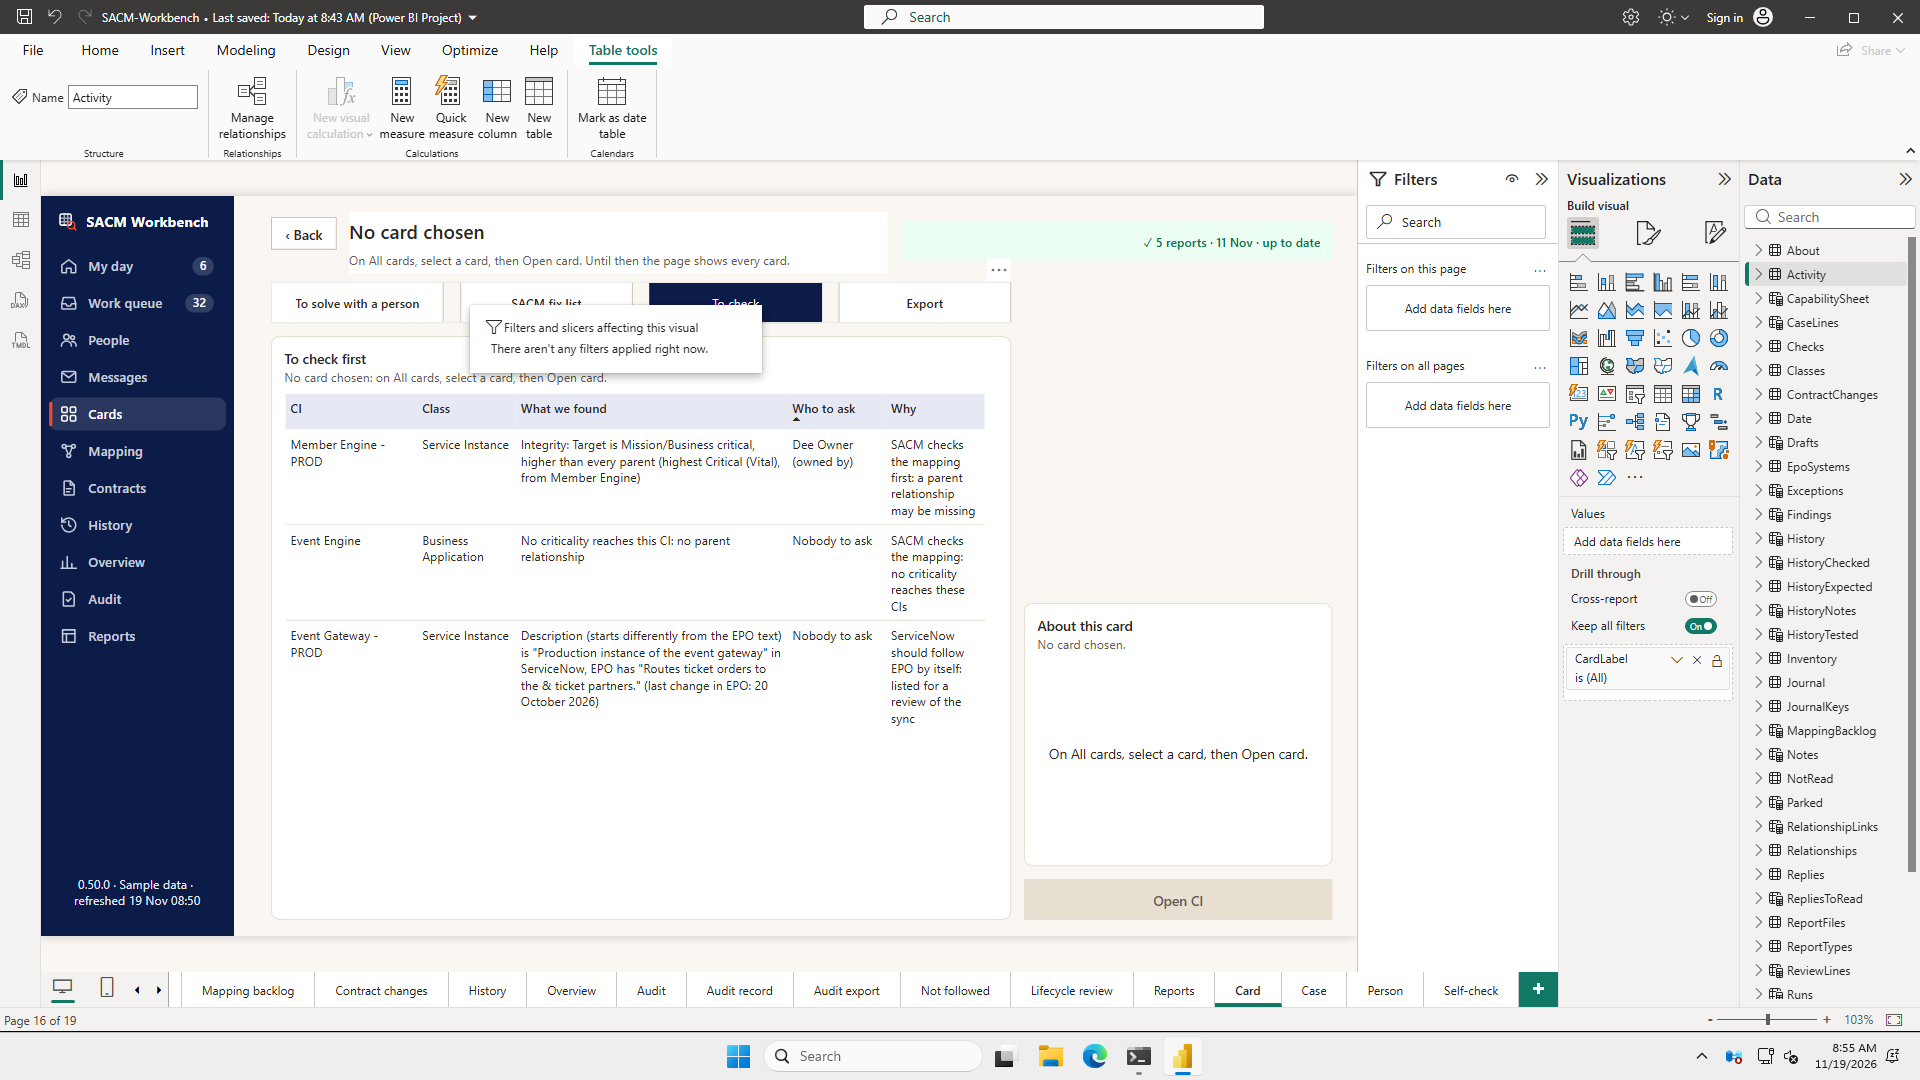 SACM-Workbench • Last saved: Today at 8:43 AM (Power BI Project)
Search
Sign in
File
Home
Insert
Modeling
Design
View
Optimize
Help
Table tools
Share
Name
Activity
Structure
Manage
relationships
Relationships
New visual
calculation
New
measure
Quick
measure
New
column
New
table
Calculations
Mark as date
table
Calendars
SACM Workbench
My day
6
Work queue
32
People
Messages
Cards
Mapping
Contracts
History
Overview
Audit
Reports
0.50.0 · Sample data ·
refreshed 19 Nov 08:50
‹ Back
No card chosen
On All cards, select a card, then Open card. Until then the page shows every card.
✓ 5 reports · 11 Nov · up to date
To solve with a person
SACM fix list
To check
Export
Filters and slicers affecting this visual
There aren't any filters applied right now.
To check first
No card chosen: on All cards, select a card, then Open card.
CI
Class
What we found
Who to ask
Why
Member Engine -
PROD
Service Instance
Integrity: Target is Mission/Business critical,
higher than every parent (highest Critical (Vital),
from Member Engine)
Dee Owner
(owned by)
SACM checks
the mapping
first: a parent
relationship
may be missing
Event Engine
Business
Application
No criticality reaches this CI: no parent
relationship
Nobody to ask
SACM checks
the mapping:
no criticality
reaches these
CIs
Event Gateway -
PROD
Service Instance
Description (starts differently from the EPO text)
is "Production instance of the event gateway" in
ServiceNow, EPO has "Routes ticket orders to
the & ticket partners." (last change in EPO: 20
October 2026)
Nobody to ask
ServiceNow
should follow
EPO by itself:
listed for a
review of the
sync
About this card
No card chosen.
On All cards, select a card, then Open card.
Open CI
Filters
Search
Filters on this page
Add data fields here
Filters on all pages
Add data fields here
Visualizations
Build visual
Values
Add data fields here
Drill through
Cross-report
Off
Keep all filters
On
CardLabel
is (All)
Data
Search
About
Activity
CapabilitySheet
CaseLines
Checks
Classes
ContractChanges
Date
Drafts
EpoSystems
Exceptions
Findings
History
HistoryChecked
HistoryExpected
HistoryNotes
HistoryTested
Inventory
Journal
JournalKeys
MappingBacklog
Notes
NotRead
Parked
RelationshipLinks
Relationships
Replies
RepliesToRead
ReportFiles
ReportTypes
ReviewLines
Runs
Mapping backlog
Contract changes
History
Overview
Audit
Audit record
Audit export
Not followed
Lifecycle review
Reports
Card
Case
Person
Self-check
+
Page 16 of 19
- + 103%
Search
8:55 AM
11/19/2026